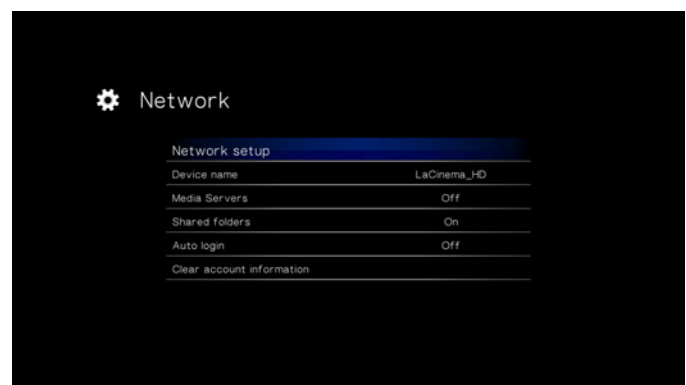 Network
Network setup
Device name LaCinema_HD
Media Servers Off
Shared folders On
Auto login Off
Clear account information